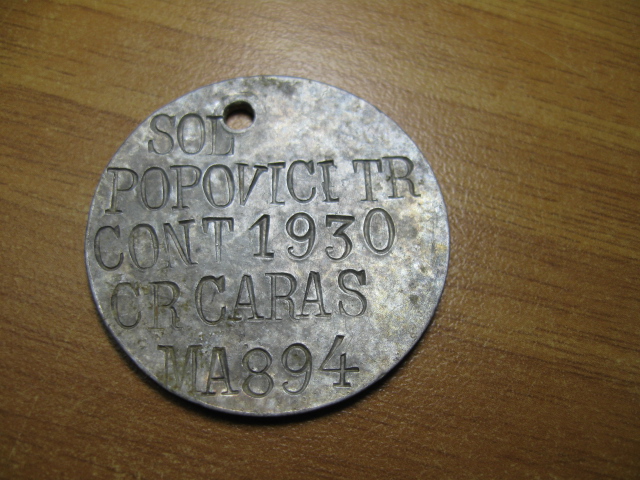 SOL
POPOVICI TR
CONT 1930
CR CARAS
MA894